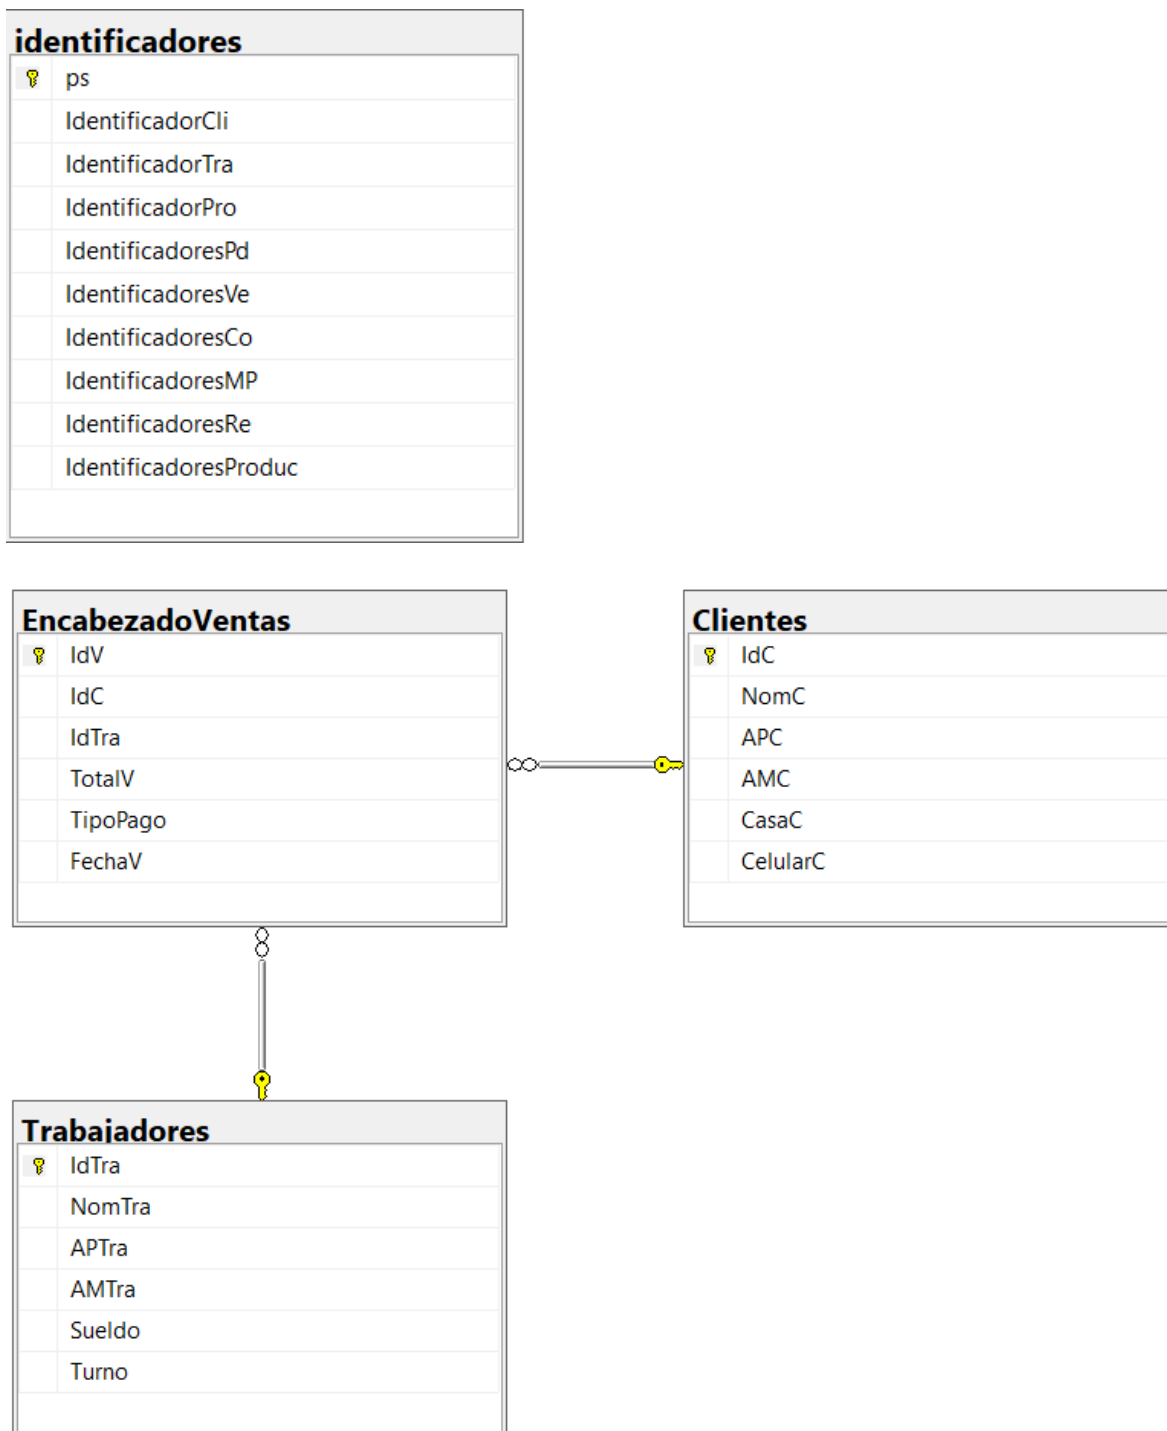 identificadores
ps
IdentificadorCli
IdentificadorTra
IdentificadorPro
IdentificadoresPd
IdentificadoresVe
IdentificadoresCo
IdentificadoresMP
IdentificadoresRe
IdentificadoresProduc
EncabezadoVentas
IdV
IdC
IdTra
TotalV
TipoPago
FechaV
Clientes
IdC
NomC
APC
AMC
CasaC
CelularC
Trabajadores
IdTra
NomTra
APTra
AMTra
Sueldo
Turno